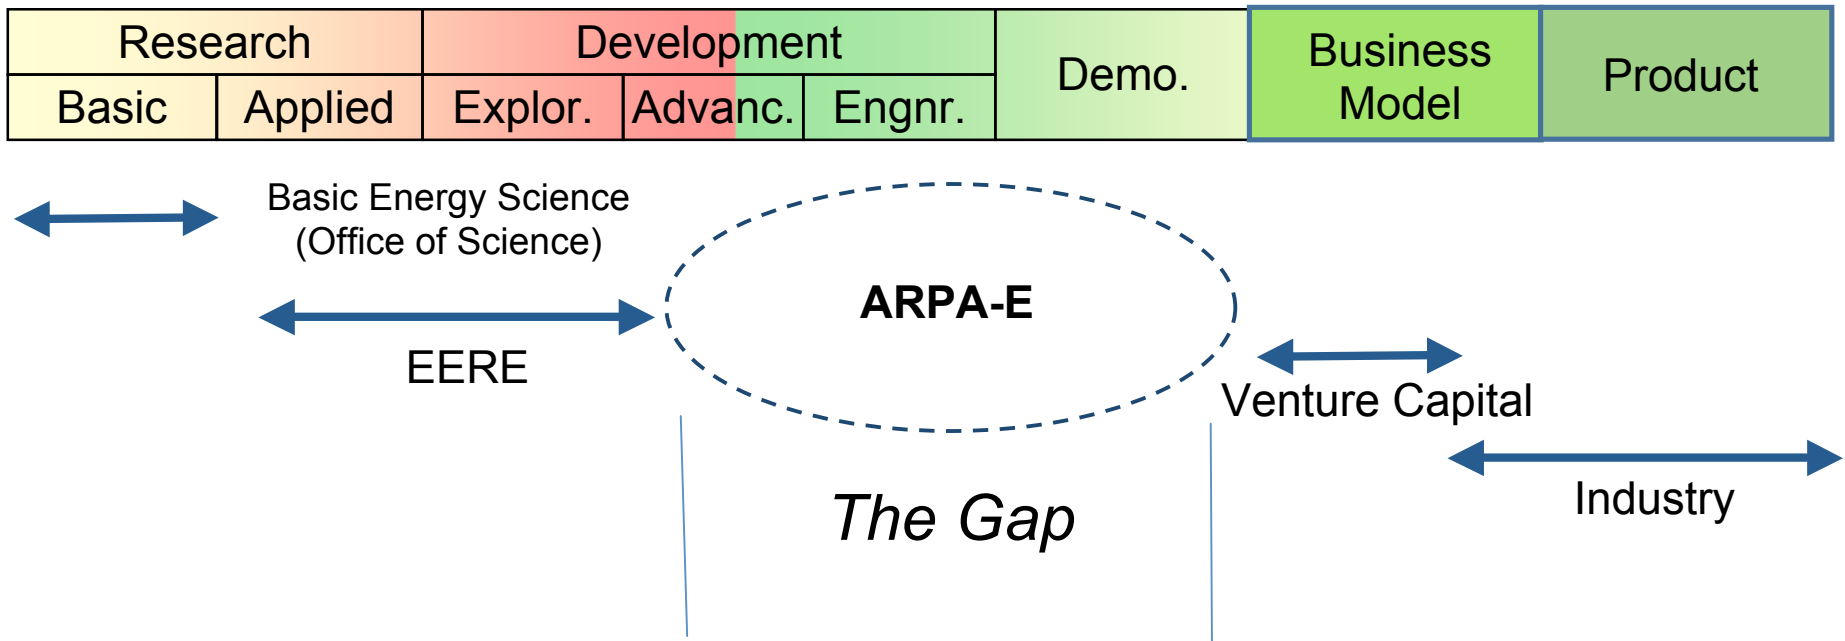 Research
Development
Basic
Applied
Explor.
Advanc.
Engnr.
Demo.
Business
Model
Product
Basic Energy Science
(Office of Science)
EERE
ARPA-E
Venture Capital
Industry
The Gap